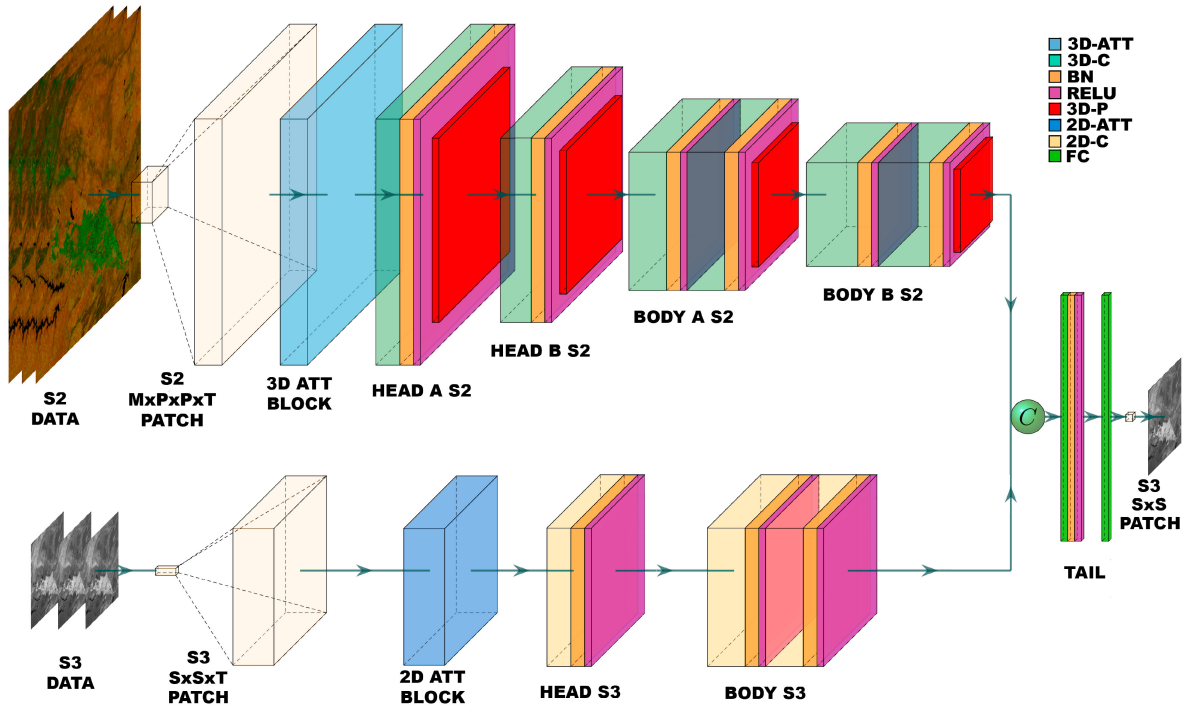 3D-ATT
3D-C
BN
RELU
3D-P
2D-ATT
2D-C
FC
S2
DATA
S2
MxPxPxT
PATCH
3D ATT
BLOCK
HEAD A S2
HEAD B S2
BODY A S2
BODY B S2
C
S3
SxS
PATCH
TAIL
S3
DATA
S3
SxSxT
PATCH
2D ATT
BLOCK
HEAD S3
BODY S3